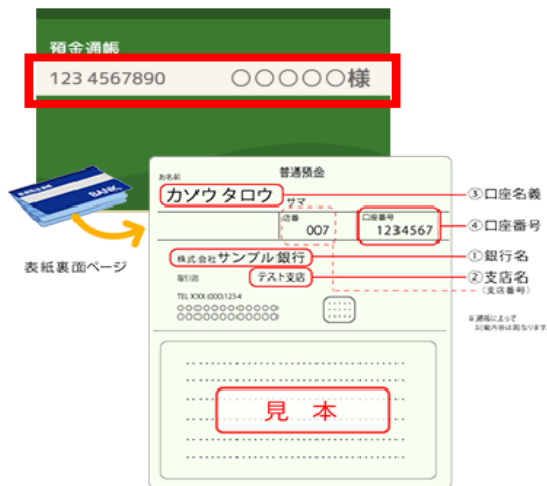 預金通帳
123 4567890 ○○○○○様
BANK
表紙裏面ページ
普通預金
お名前
カソウ タロウ サマ
③口座名義
店番 007
口座番号 1234567
④口座番号
株式会社サンプル銀行
①銀行名
取引店 テスト支店
②支店名
(支店番号)
TEL XXX (000)123-4
○○○○○○○○○○○○
○○○○○○○○○○○○
※通帳によって
記載内容は異なります。
見本